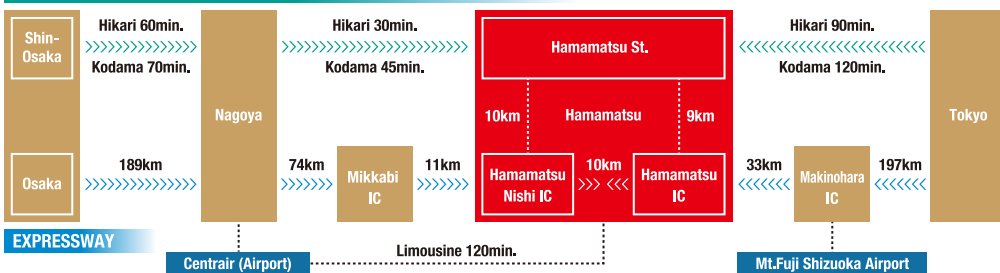 Hikari 60min.
Hikari 30min.
Hikari 90min.
Shin-
Osaka
Hamamatsu St.
Kodama 70min.
Kodama 45min.
Kodama 120min.
Nagoya
10km
Hamamatsu
9km
Tokyo
189km
74km
11km
10km
33km
197km
Osaka
Mikkabi
IC
Hamamatsu
Nishi IC
Hamamatsu
IC
Makinohara
IC
EXPRESSWAY
Limousine 120min.
Centrair (Airport)
Mt.Fuji Shizuoka Airport